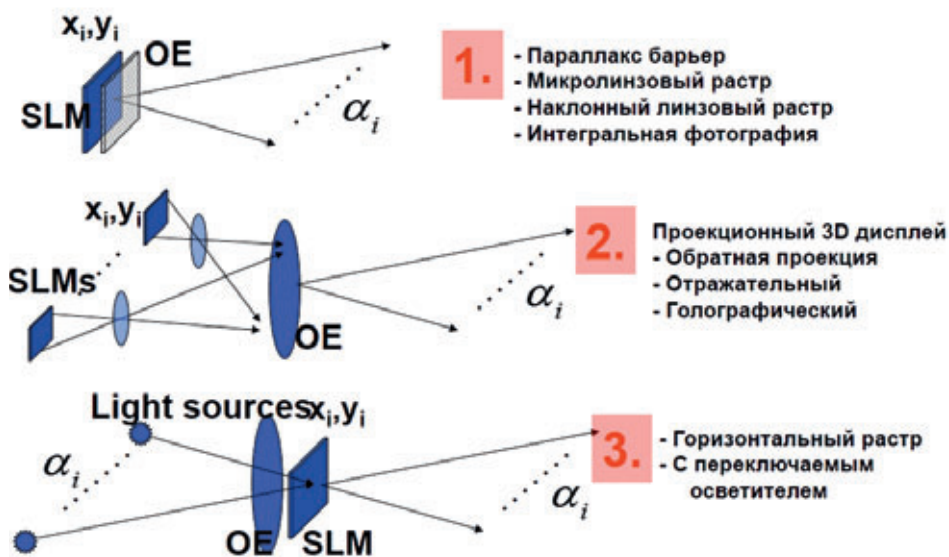 xᵢ,yᵢ
OE
SLM
αᵢ
1.
- Параллакс барьер
- Микролинзовый растр
- Наклонный линзовый растр
- Интегральная фотография
xᵢ,yᵢ
SLMs
OE
αᵢ
2.
Проекционный 3D дисплей
- Обратная проекция
- Отражательный
- Голографический
Light sources
xᵢ,yᵢ
αᵢ
OE
SLM
αᵢ
3.
- Горизонтальный растр
- С переключаемым
осветителем